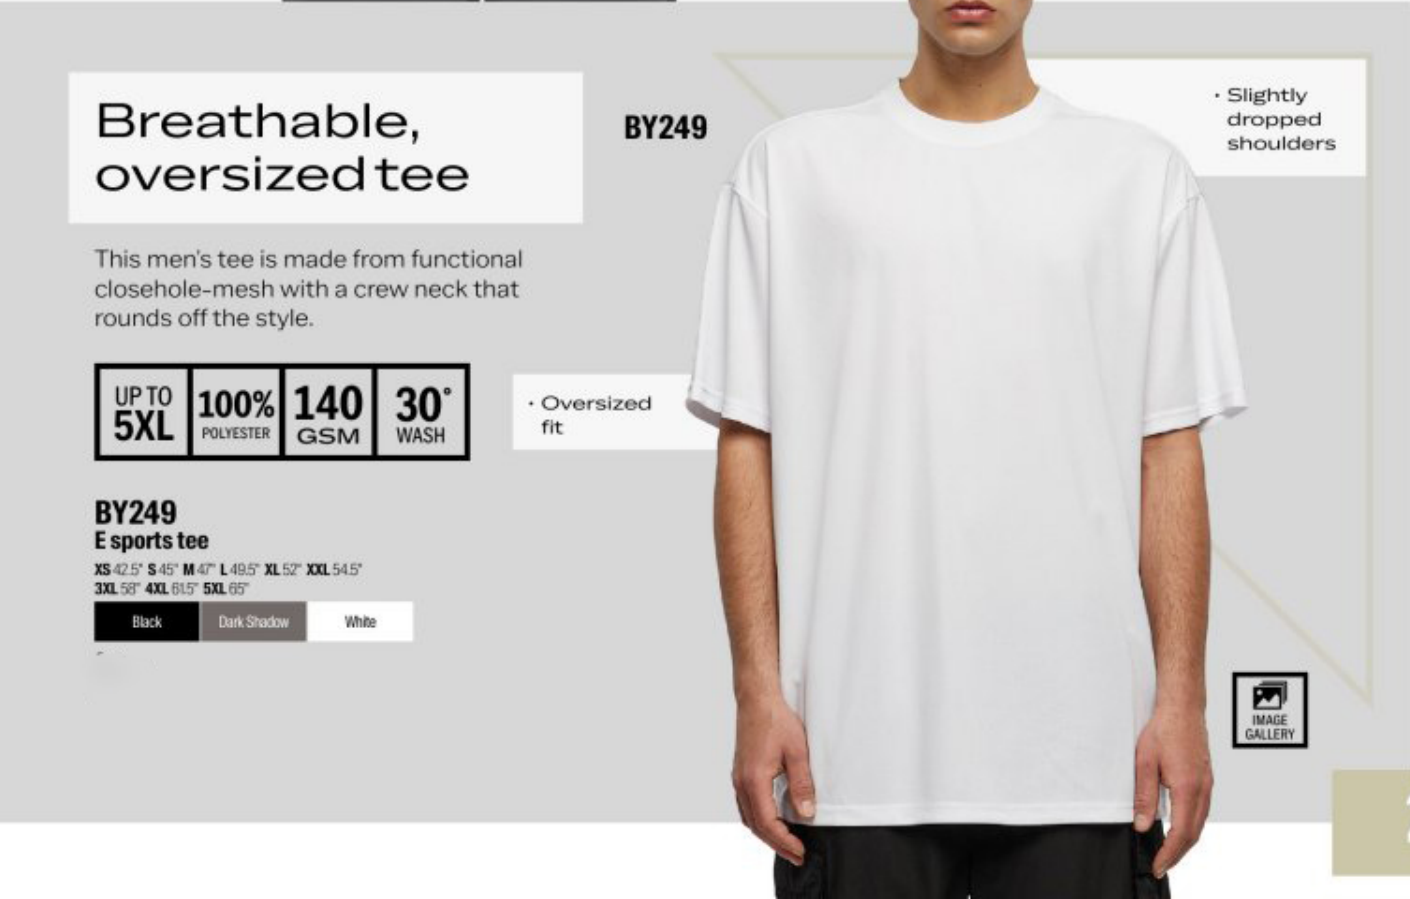 Breathable,
oversized tee
BY249
• Slightly
dropped
shoulders
This men's tee is made from functional
closehole-mesh with a crew neck that
rounds off the style.
UP TO
5XL
100%
POLYESTER
140
GSM
30°
WASH
• Oversized
fit
BY249
E sports tee
XS 42.5" S 45" M 47" L 49.5" XL 52" XXL 54.5"
3XL 58" 4XL 61.5" 5XL 65"
Black Dark Shadow White
IMAGE
GALLERY